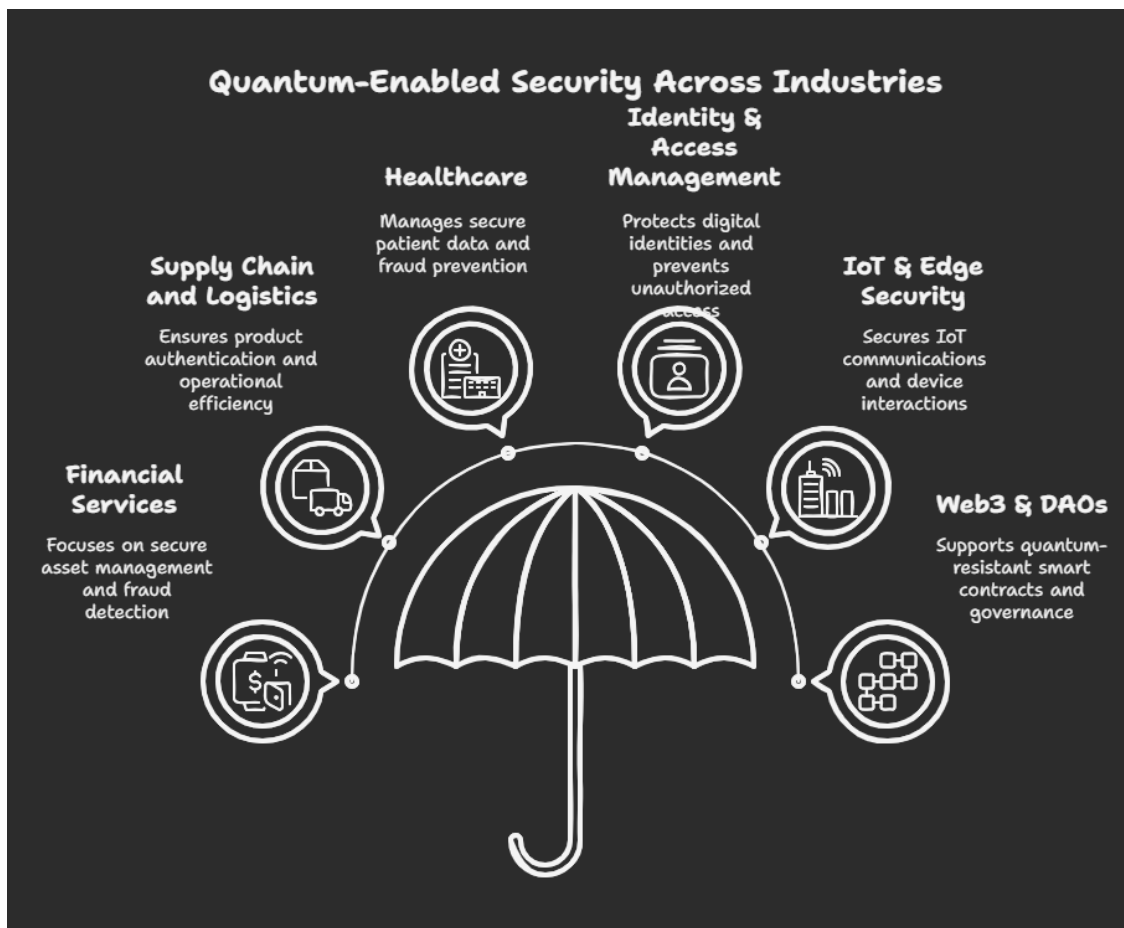 Quantum-Enabled Security Across Industries
Financial
Services
Focuses on secure
asset management
and fraud
detection
Supply Chain
and Logistics
Ensures product
authentication and
operational
efficiency
Healthcare
Manages secure
patient data and
fraud prevention
Identity &
Access
Management
Protects digital
identities and
prevents
unauthorized
access
IoT & Edge
Security
Secures IoT
communications
and device
interactions
Web3 & DAOs
Supports quantum-
resistant smart
contracts and
governance
$